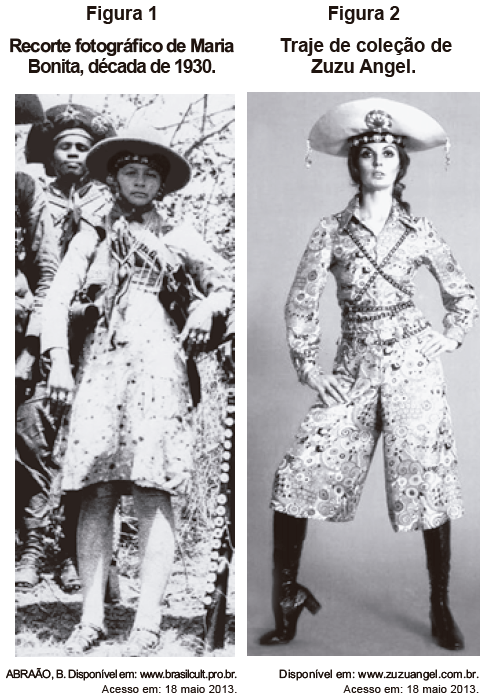 Figura 1
Recorte fotográfico de Maria
Bonita, década de 1930.
ABRAÃO, B. Disponível em: www.brasilcult.pro.br.
Acesso em: 18 maio 2013.
Figura 2
Traje de coleção de
Zuzu Angel.
Disponível em: www.zuzuangel.com.br.
Acesso em: 18 maio 2013.